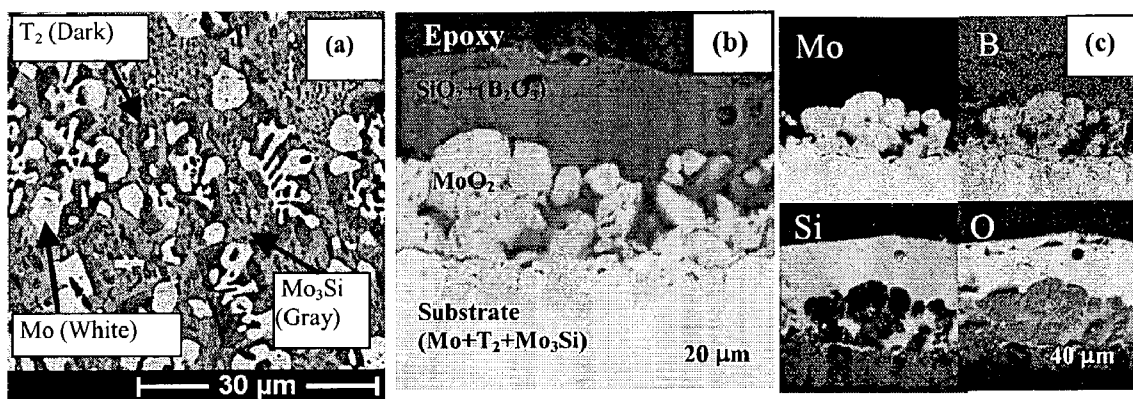 T₂ (Dark)
(a)
Mo (White)
Mo₃Si
(Gray)
30 μm
Epoxy
(b)
SiO₂+(B₂O₃)
MoO₂
Substrate
(Mo+T₂+Mo₃Si)
20 μm
Mo
B
(c)
Si
O
40 μm